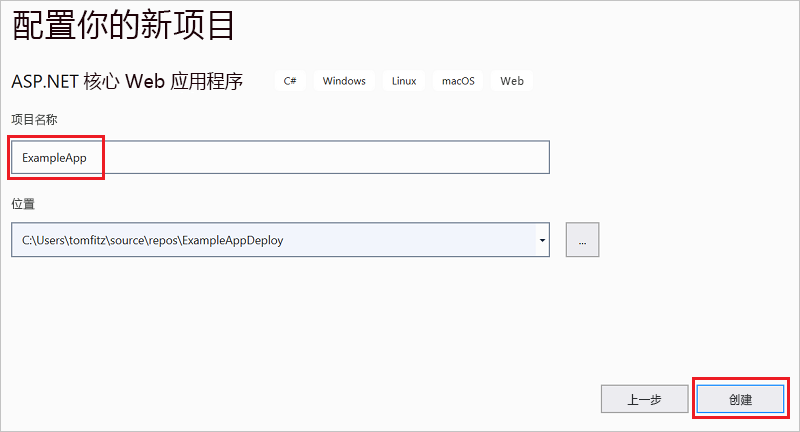 配置你的新项目
ASP.NET 核心 Web 应用程序 C# Windows Linux macOS Web
项目名称
ExampleApp
位置
C:\Users\tomfitz\source\repos\ExampleAppDeploy ...
上一步 创建